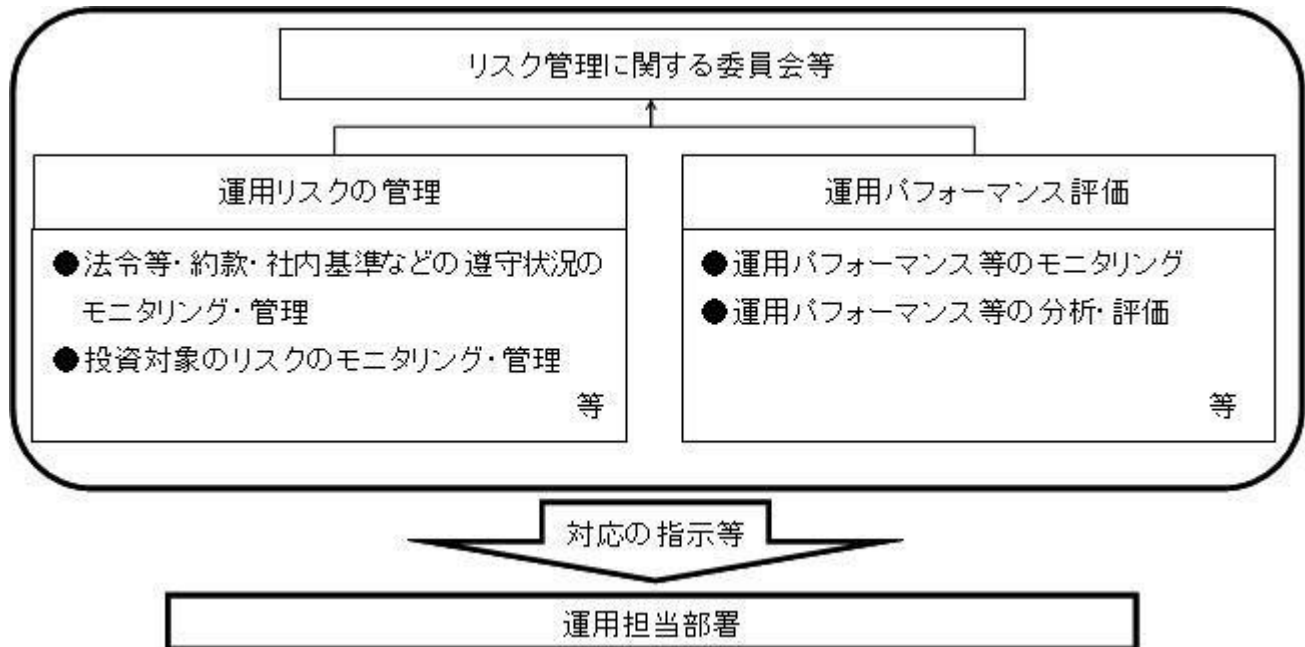 リスク管理に関する委員会等
運用リスクの管理
●法令等・約款・社内基準などの遵守状況の
モニタリング・管理
●投資対象のリスクのモニタリング・管理
等
運用パフォーマンス評価
●運用パフォーマンス等のモニタリング
●運用パフォーマンス等の分析・評価
等
対応の指示等
運用担当部署